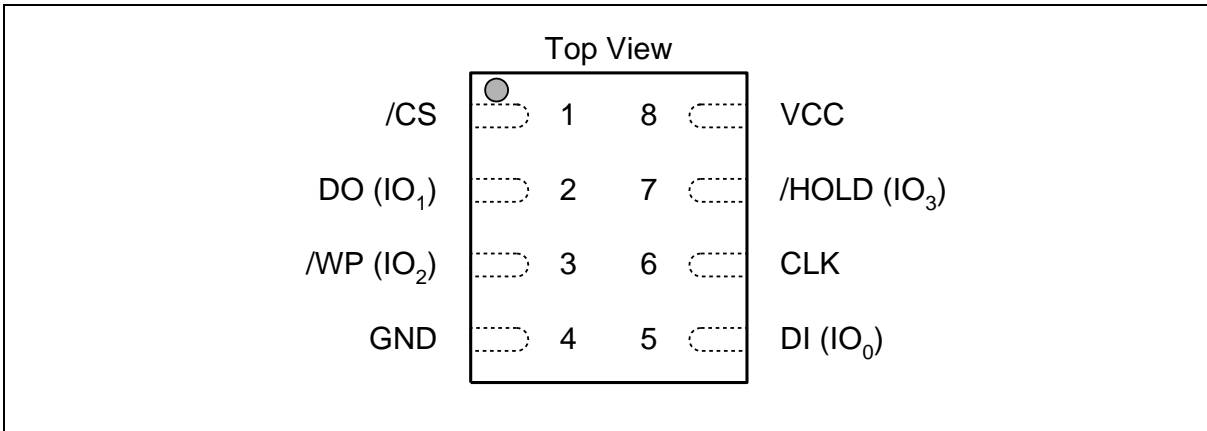 Top View
/CS 1 8 VCC
DO (IO₁) 2 7 /HOLD (IO₃)
/WP (IO₂) 3 6 CLK
GND 4 5 DI (IO₀)